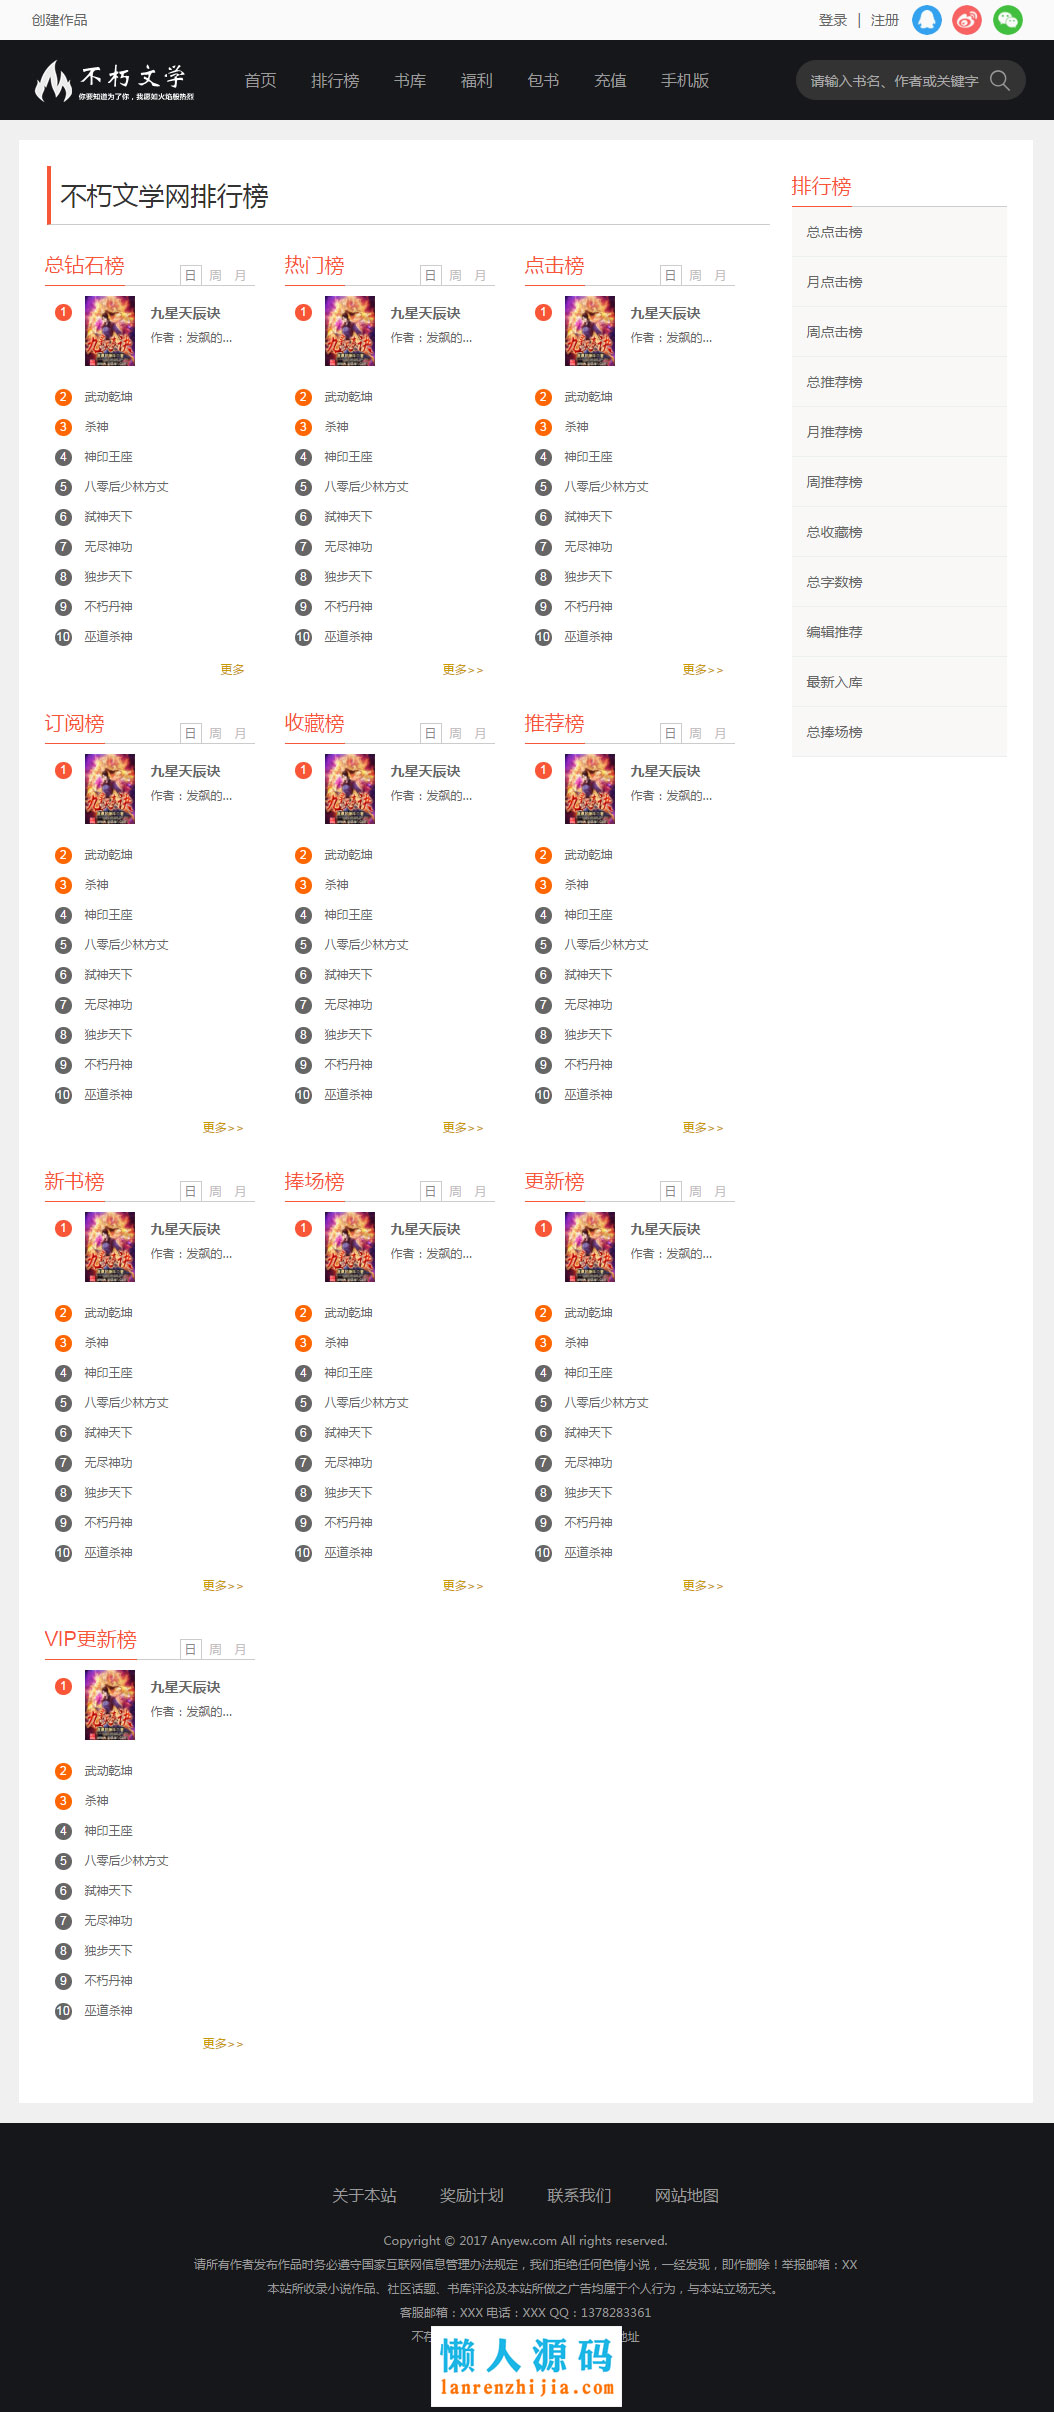 创建作品
登录 | 注册
不朽文学
你要知道为了你，我愿如火焰般热烈
首页 排行榜 书库 福利 包书 充值 手机版
请输入书名、作者或关键字
不朽文学网排行榜
排行榜
总点击榜
月点击榜
周点击榜
总推荐榜
月推荐榜
周推荐榜
总收藏榜
总字数榜
编辑推荐
最新入库
总捧场榜
总钻石榜 日 周 月
1 九星天辰诀
作者：发飙的...
2 武动乾坤
3 杀神
4 神印王座
5 八零后少林方丈
6 弑神天下
7 无尽神功
8 独步天下
9 不朽丹神
10 巫道杀神
更多
热门榜 日 周 月
1 九星天辰诀
作者：发飙的...
2 武动乾坤
3 杀神
4 神印王座
5 八零后少林方丈
6 弑神天下
7 无尽神功
8 独步天下
9 不朽丹神
10 巫道杀神
更多>>
点击榜 日 周 月
1 九星天辰诀
作者：发飙的...
2 武动乾坤
3 杀神
4 神印王座
5 八零后少林方丈
6 弑神天下
7 无尽神功
8 独步天下
9 不朽丹神
10 巫道杀神
更多>>
订阅榜 日 周 月
1 九星天辰诀
作者：发飙的...
2 武动乾坤
3 杀神
4 神印王座
5 八零后少林方丈
6 弑神天下
7 无尽神功
8 独步天下
9 不朽丹神
10 巫道杀神
更多>>
收藏榜 日 周 月
1 九星天辰诀
作者：发飙的...
2 武动乾坤
3 杀神
4 神印王座
5 八零后少林方丈
6 弑神天下
7 无尽神功
8 独步天下
9 不朽丹神
10 巫道杀神
更多>>
推荐榜 日 周 月
1 九星天辰诀
作者：发飙的...
2 武动乾坤
3 杀神
4 神印王座
5 八零后少林方丈
6 弑神天下
7 无尽神功
8 独步天下
9 不朽丹神
10 巫道杀神
更多>>
新书榜 日 周 月
1 九星天辰诀
作者：发飙的...
2 武动乾坤
3 杀神
4 神印王座
5 八零后少林方丈
6 弑神天下
7 无尽神功
8 独步天下
9 不朽丹神
10 巫道杀神
更多>>
捧场榜 日 周 月
1 九星天辰诀
作者：发飙的...
2 武动乾坤
3 杀神
4 神印王座
5 八零后少林方丈
6 弑神天下
7 无尽神功
8 独步天下
9 不朽丹神
10 巫道杀神
更多>>
更新榜 日 周 月
1 九星天辰诀
作者：发飙的...
2 武动乾坤
3 杀神
4 神印王座
5 八零后少林方丈
6 弑神天下
7 无尽神功
8 独步天下
9 不朽丹神
10 巫道杀神
更多>>
VIP更新榜 日 周 月
1 九星天辰诀
作者：发飙的...
2 武动乾坤
3 杀神
4 神印王座
5 八零后少林方丈
6 弑神天下
7 无尽神功
8 独步天下
9 不朽丹神
10 巫道杀神
更多>>
关于本站 奖励计划 联系我们 网站地图
Copyright © 2017 Anyew.com All rights reserved.
请所有作者发布作品时务必遵守国家互联网信息管理办法规定，我们拒绝任何色情小说，一经发现，即作删除！举报邮箱：XX
本站所收录小说作品、社区话题、书库评论及本站所做之广告均属于个人行为，与本站立场无关。
客服邮箱：XXX 电话：XXX QQ：1378283361
地址
懒人源码
lanrenzhijia.com